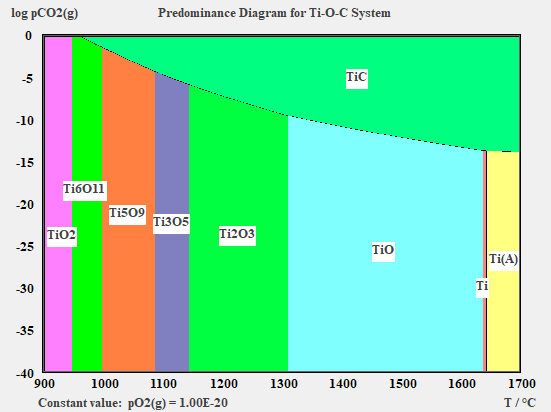 log pCO2(g)
Predominance Diagram for Ti-O-C System
0
-5
-10
-15
-20
-25
-30
-35
-40
TiC
Ti6O11
Ti5O9
Ti3O5
TiO2
Ti2O3
TiO
Ti(A)
Ti
900
1000
1100
1200
1300
1400
1500
1600
1700
Constant value: pO2(g) = 1.00E-20
T / °C